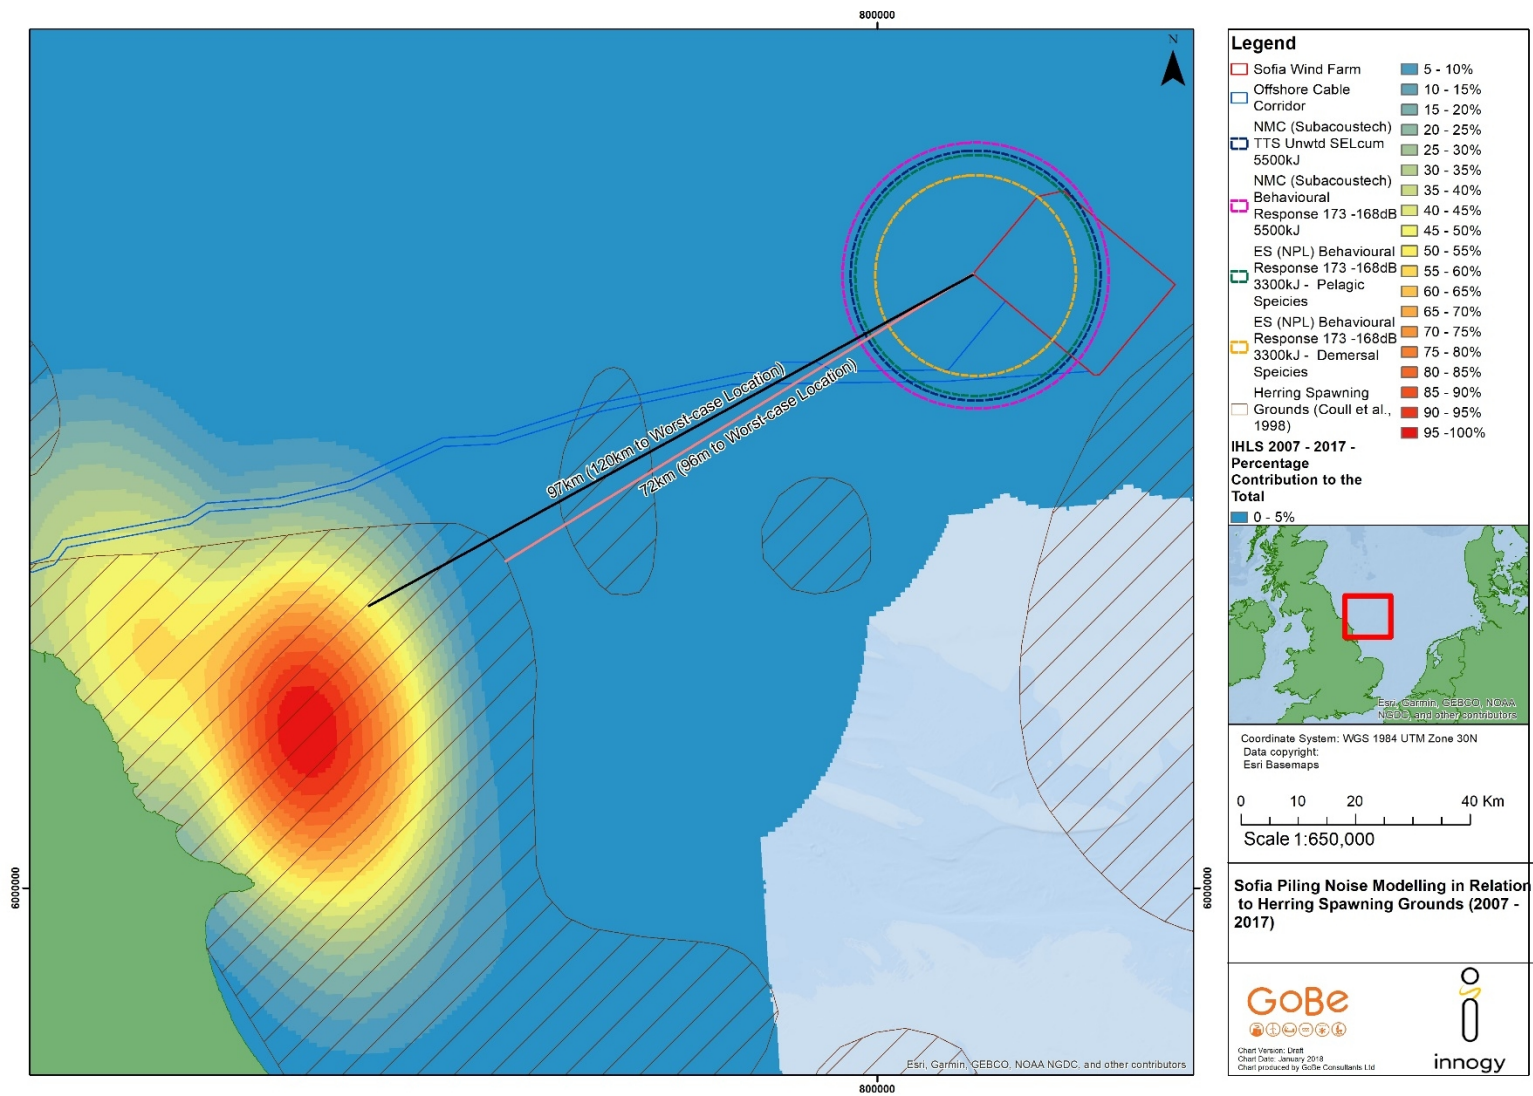 800000
N
6000000
6000000
97km (120km to Worst-case Location)
72km (96m to Worst-case Location)
Esri, Garmin, GEBCO, NOAA NGDC, and other contributors
800000
Legend
Sofia Wind Farm
Offshore Cable
Corridor
NMC (Subacoustech)
TTS Unwtd SELcum
5500kJ
NMC (Subacoustech)
Behavioural
Response 173 -168dB
5500kJ
ES (NPL) Behavioural
Response 173 -168dB
3300kJ - Pelagic
Speicies
ES (NPL) Behavioural
Response 173 -168dB
3300kJ - Demersal
Speicies
Herring Spawning
Grounds (Coull et al.,
1998)
IHLS 2007 - 2017 -
Percentage
Contribution to the
Total
0 - 5%
5 - 10%
10 - 15%
15 - 20%
20 - 25%
25 - 30%
30 - 35%
35 - 40%
40 - 45%
45 - 50%
50 - 55%
55 - 60%
60 - 65%
65 - 70%
70 - 75%
75 - 80%
80 - 85%
85 - 90%
90 - 95%
95 -100%
Esri, Garmin, GEBCO, NOAA
NGDC, and other contributors
Coordinate System: WGS 1984 UTM Zone 30N
Data copyright:
Esri Basemaps
0 10 20 40 Km
Scale 1:650,000
Sofia Piling Noise Modelling in Relation
to Herring Spawning Grounds (2007 -
2017)
GoBe
Chart Version: Draft
Chart Date: January 2018
Chart produced by GoBe Consultants Ltd
innogy